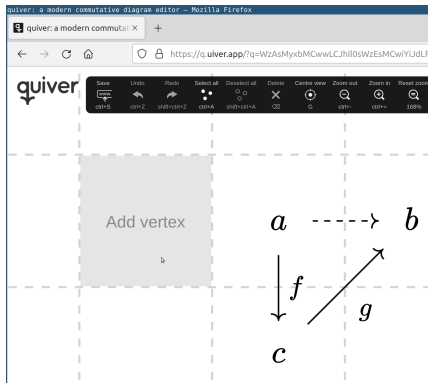 quiver: a modern commutative diagram editor — Mozilla Firefox
quiver: a modern commutat ×
https://q.uiver.app/?q=WzAsMyxbMCwwLCJhIl0sWzEsMCwiYiJdLF
quiver
Save Undo Redo Select all Deselect all Delete Centre view Zoom out Zoom in Reset zoom
ctrl+S ctrl+Z shift+ctrl+Z ctrl+A shift+ctrl+A ⌫ G ctrl+- ctrl+= 168%
Add vertex
a b
f
g
c